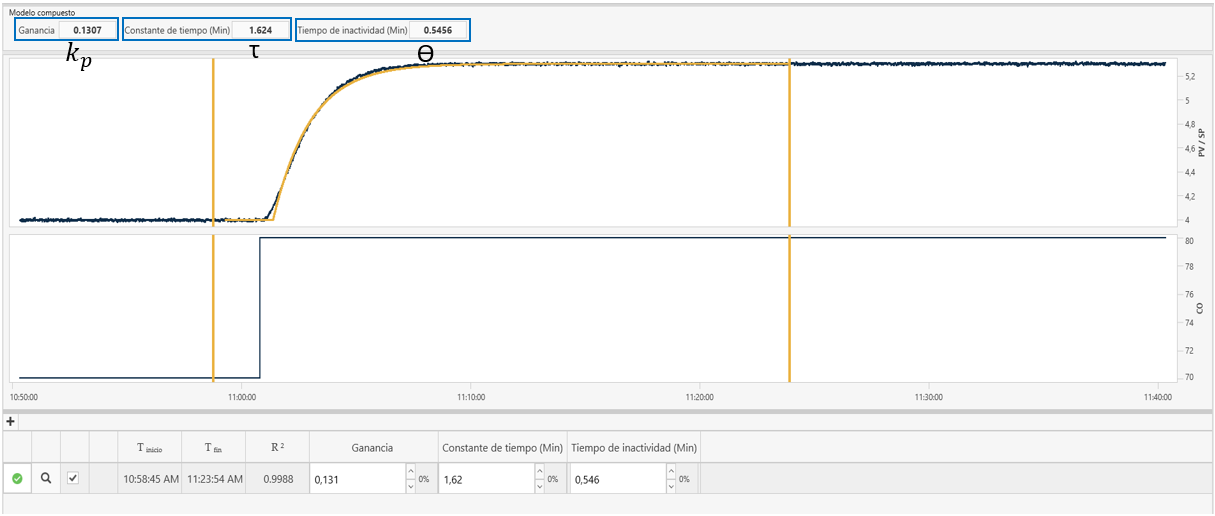 Modelo compuesto
Ganancia 0.1307 Constante de tiempo (Min) 1.624 Tiempo de inactividad (Min) 0.5456
kₚ τ Ɵ
5,2
5
4,8
4,6
4,4
4,2
4
PV / SP
80
78
76
74
72
70
CO
10:50:00 11:00:00 11:10:00 11:20:00 11:30:00 11:40:00
+
T inicio T fin R 2 Ganancia Constante de tiempo (Min) Tiempo de inactividad (Min)
10:58:45 AM 11:23:54 AM 0.9988 0,131 0% 1,62 0% 0,546 0%